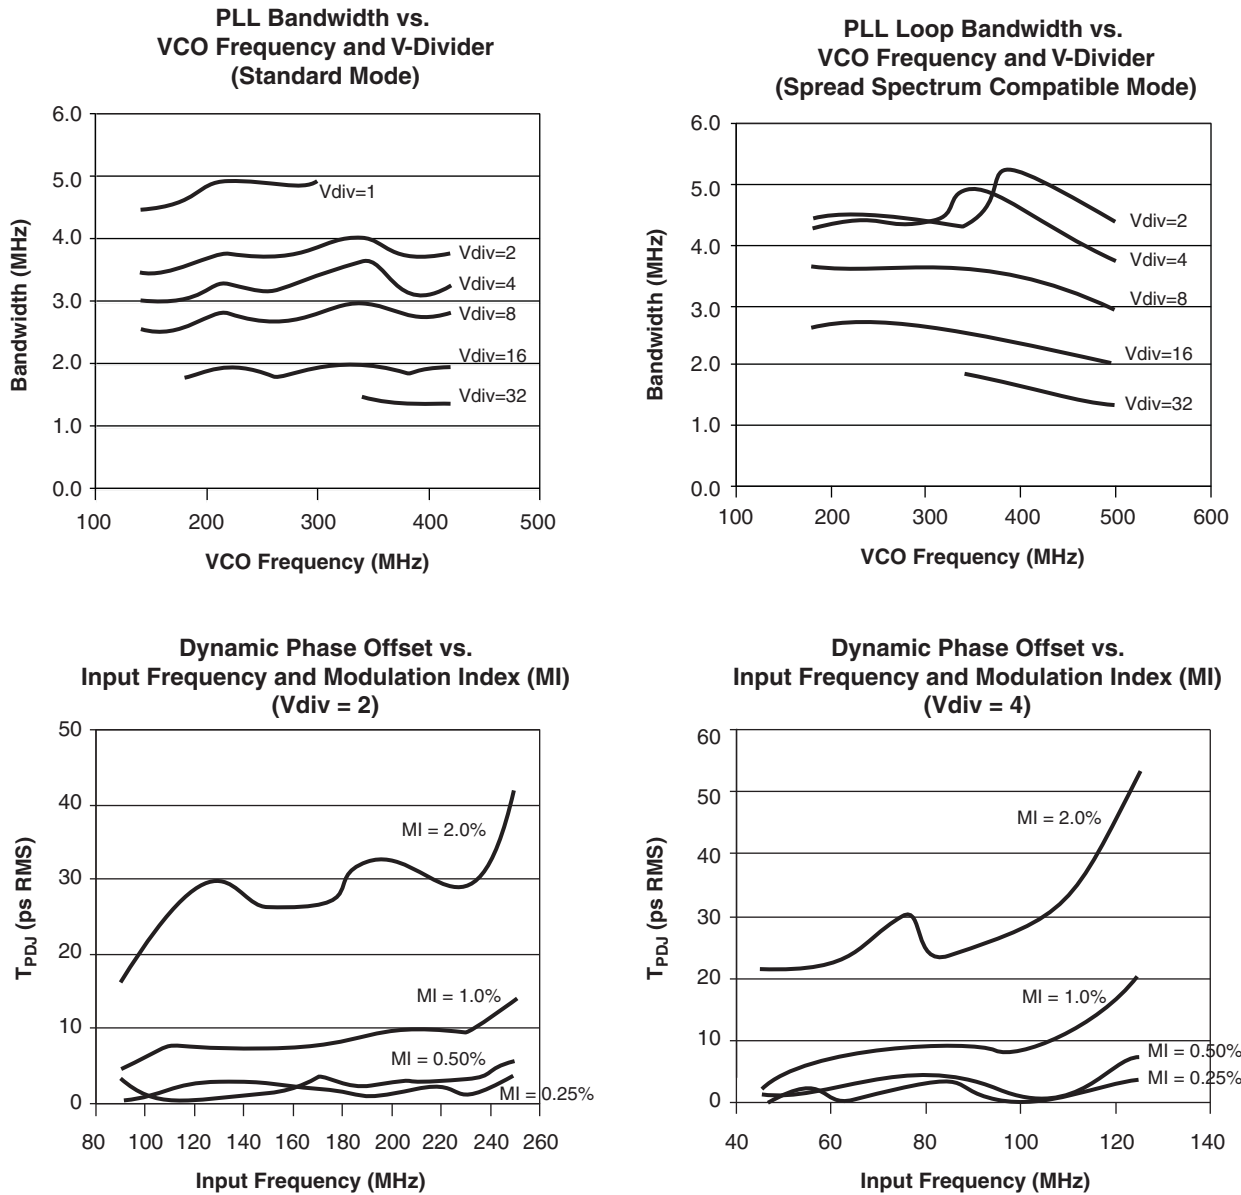 PLL Bandwidth vs.
VCO Frequency and V-Divider
(Standard Mode)
6.0
5.0
4.0
3.0
2.0
1.0
0.0
Bandwidth (MHz)
Vdiv=1
Vdiv=2
Vdiv=4
Vdiv=8
Vdiv=16
Vdiv=32
100 200 300 400 500
VCO Frequency (MHz)
PLL Loop Bandwidth vs.
VCO Frequency and V-Divider
(Spread Spectrum Compatible Mode)
6.0
5.0
4.0
3.0
2.0
1.0
0.0
Bandwidth (MHz)
Vdiv=2
Vdiv=4
Vdiv=8
Vdiv=16
Vdiv=32
100 200 300 400 500 600
VCO Frequency (MHz)
Dynamic Phase Offset vs.
Input Frequency and Modulation Index (MI)
(Vdiv = 2)
50
40
30
20
10
0
TPDJ (ps RMS)
MI = 2.0%
MI = 1.0%
MI = 0.50%
MI = 0.25%
80 100 120 140 160 180 200 220 240 260
Input Frequency (MHz)
Dynamic Phase Offset vs.
Input Frequency and Modulation Index (MI)
(Vdiv = 4)
60
50
40
30
20
10
0
TPDJ (ps RMS)
MI = 2.0%
MI = 1.0%
MI = 0.50%
MI = 0.25%
40 60 80 100 120 140
Input Frequency (MHz)